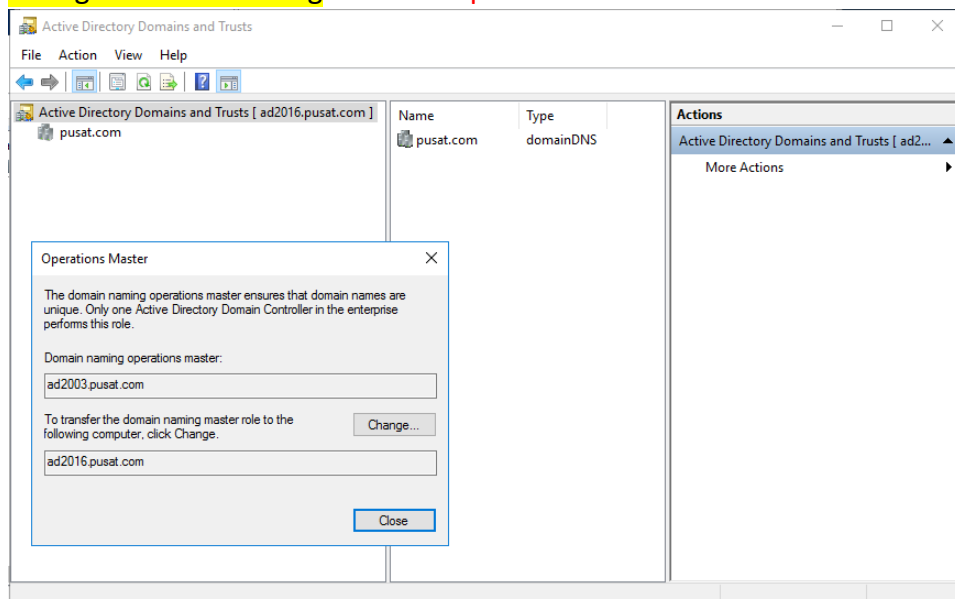 Active Directory Domains and Trusts
File Action View Help
Active Directory Domains and Trusts [ ad2016.pusat.com ]
pusat.com
Name Type
pusat.com domainDNS
Actions
Active Directory Domains and Trusts [ ad2...
More Actions
Operations Master
The domain naming operations master ensures that domain names are
unique. Only one Active Directory Domain Controller in the enterprise
performs this role.
Domain naming operations master:
ad2003.pusat.com
To transfer the domain naming master role to the
following computer, click Change.
Change...
ad2016.pusat.com
Close